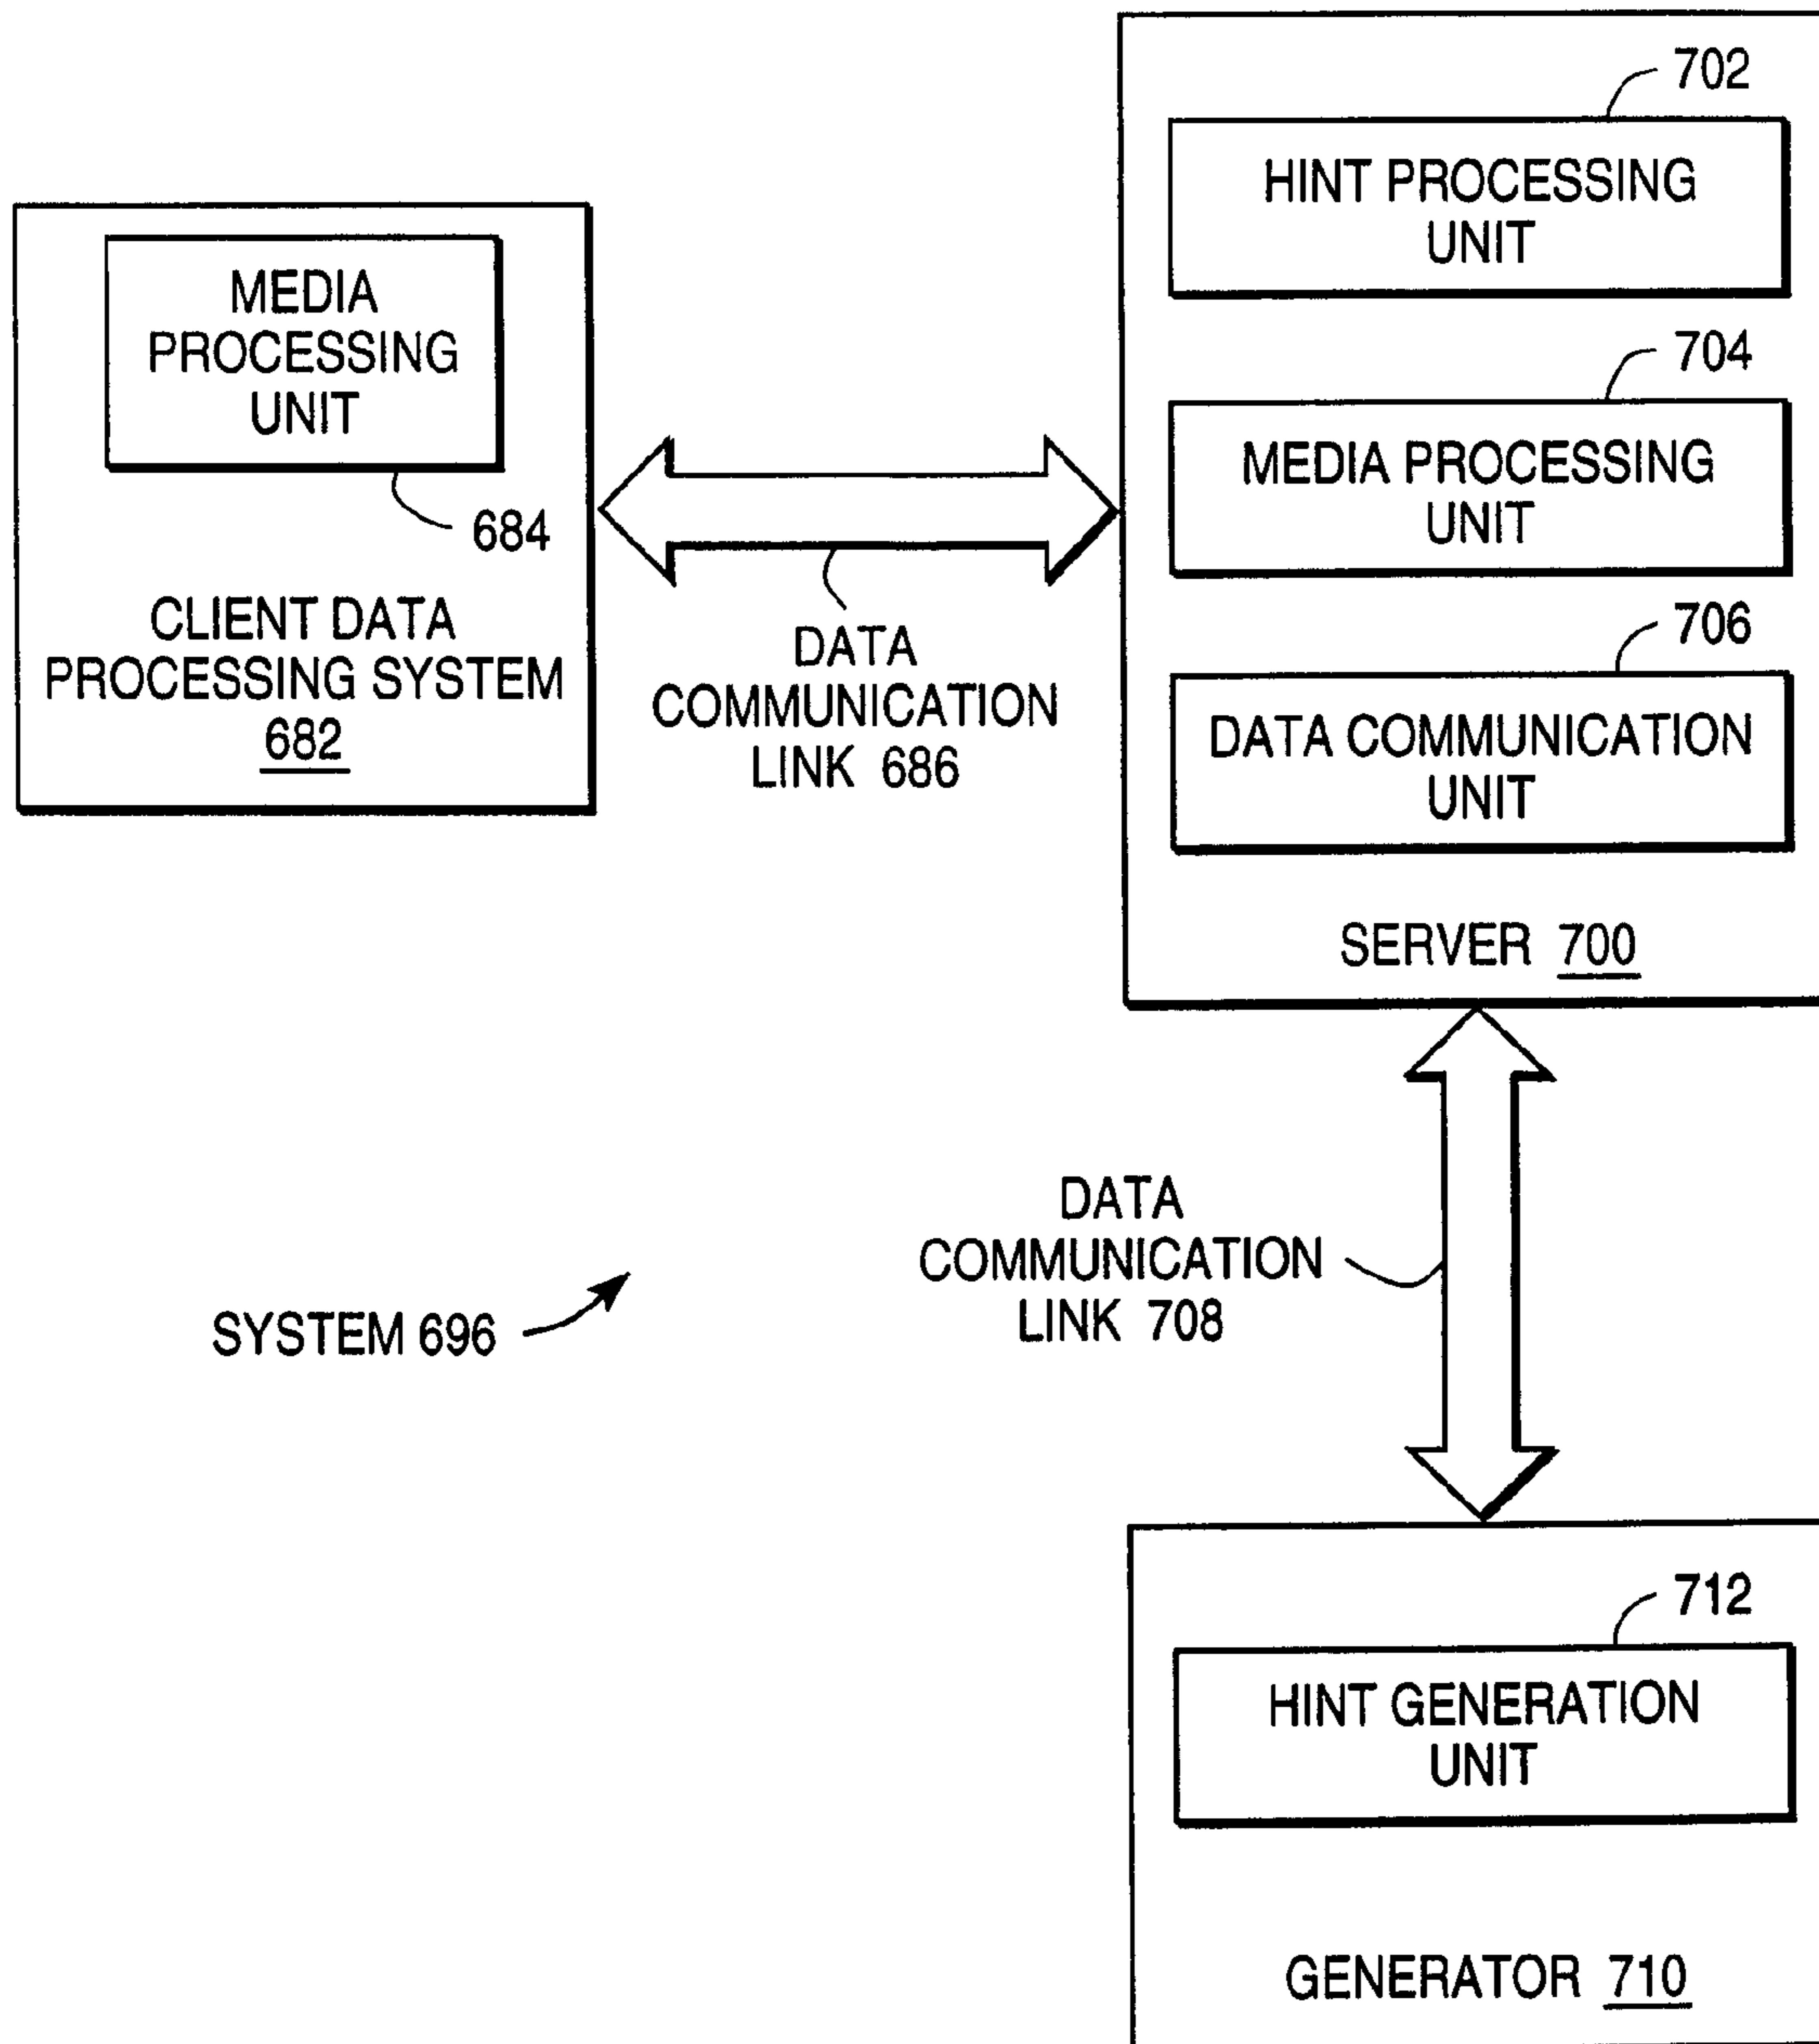 702
HINT PROCESSING
UNIT
704
MEDIA PROCESSING
UNIT
706
DATA COMMUNICATION
UNIT
SERVER 700
MEDIA
PROCESSING
UNIT
684
CLIENT DATA
PROCESSING SYSTEM
682
DATA
COMMUNICATION
LINK 686
DATA
COMMUNICATION
LINK 708
SYSTEM 696
712
HINT GENERATION
UNIT
GENERATOR 710